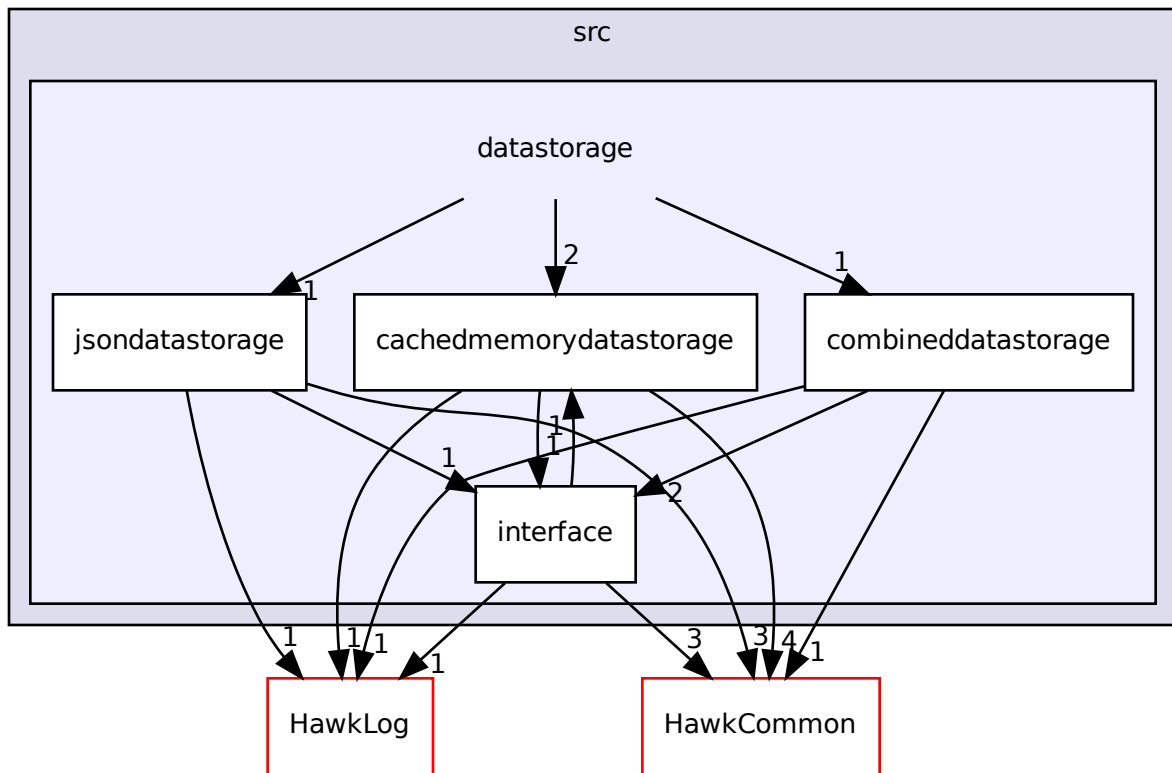 src
datastorage
2
1
1
jsondatastorage
cachedmemorydatastorage
combineddatastorage
1
1
1
2
interface
1
1
1
1
3
3
4
1
HawkLog
HawkCommon